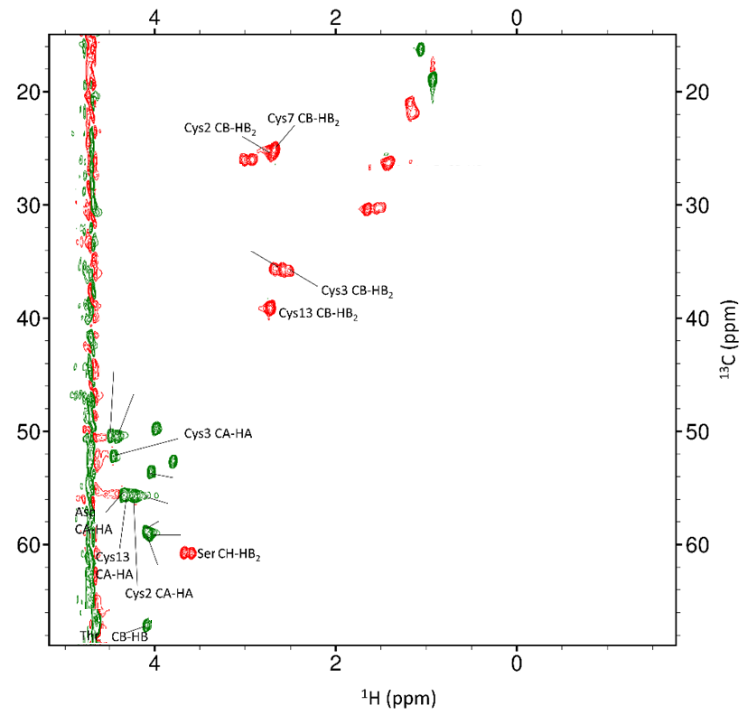 4 2 0
Cys7 CB-HB2
Cys2 CB-HB2
20
30
Cys3 CB-HB2
Cys13 CB-HB2
40
13C (ppm)
50
Cys3 CA-HA
Asn
CA-HA
Cys13
CA-HA
60
Ser CH-HB2
Cys2 CA-HA
Thr CB-HB
4 2 0
1H (ppm)
20
30
40
50
60